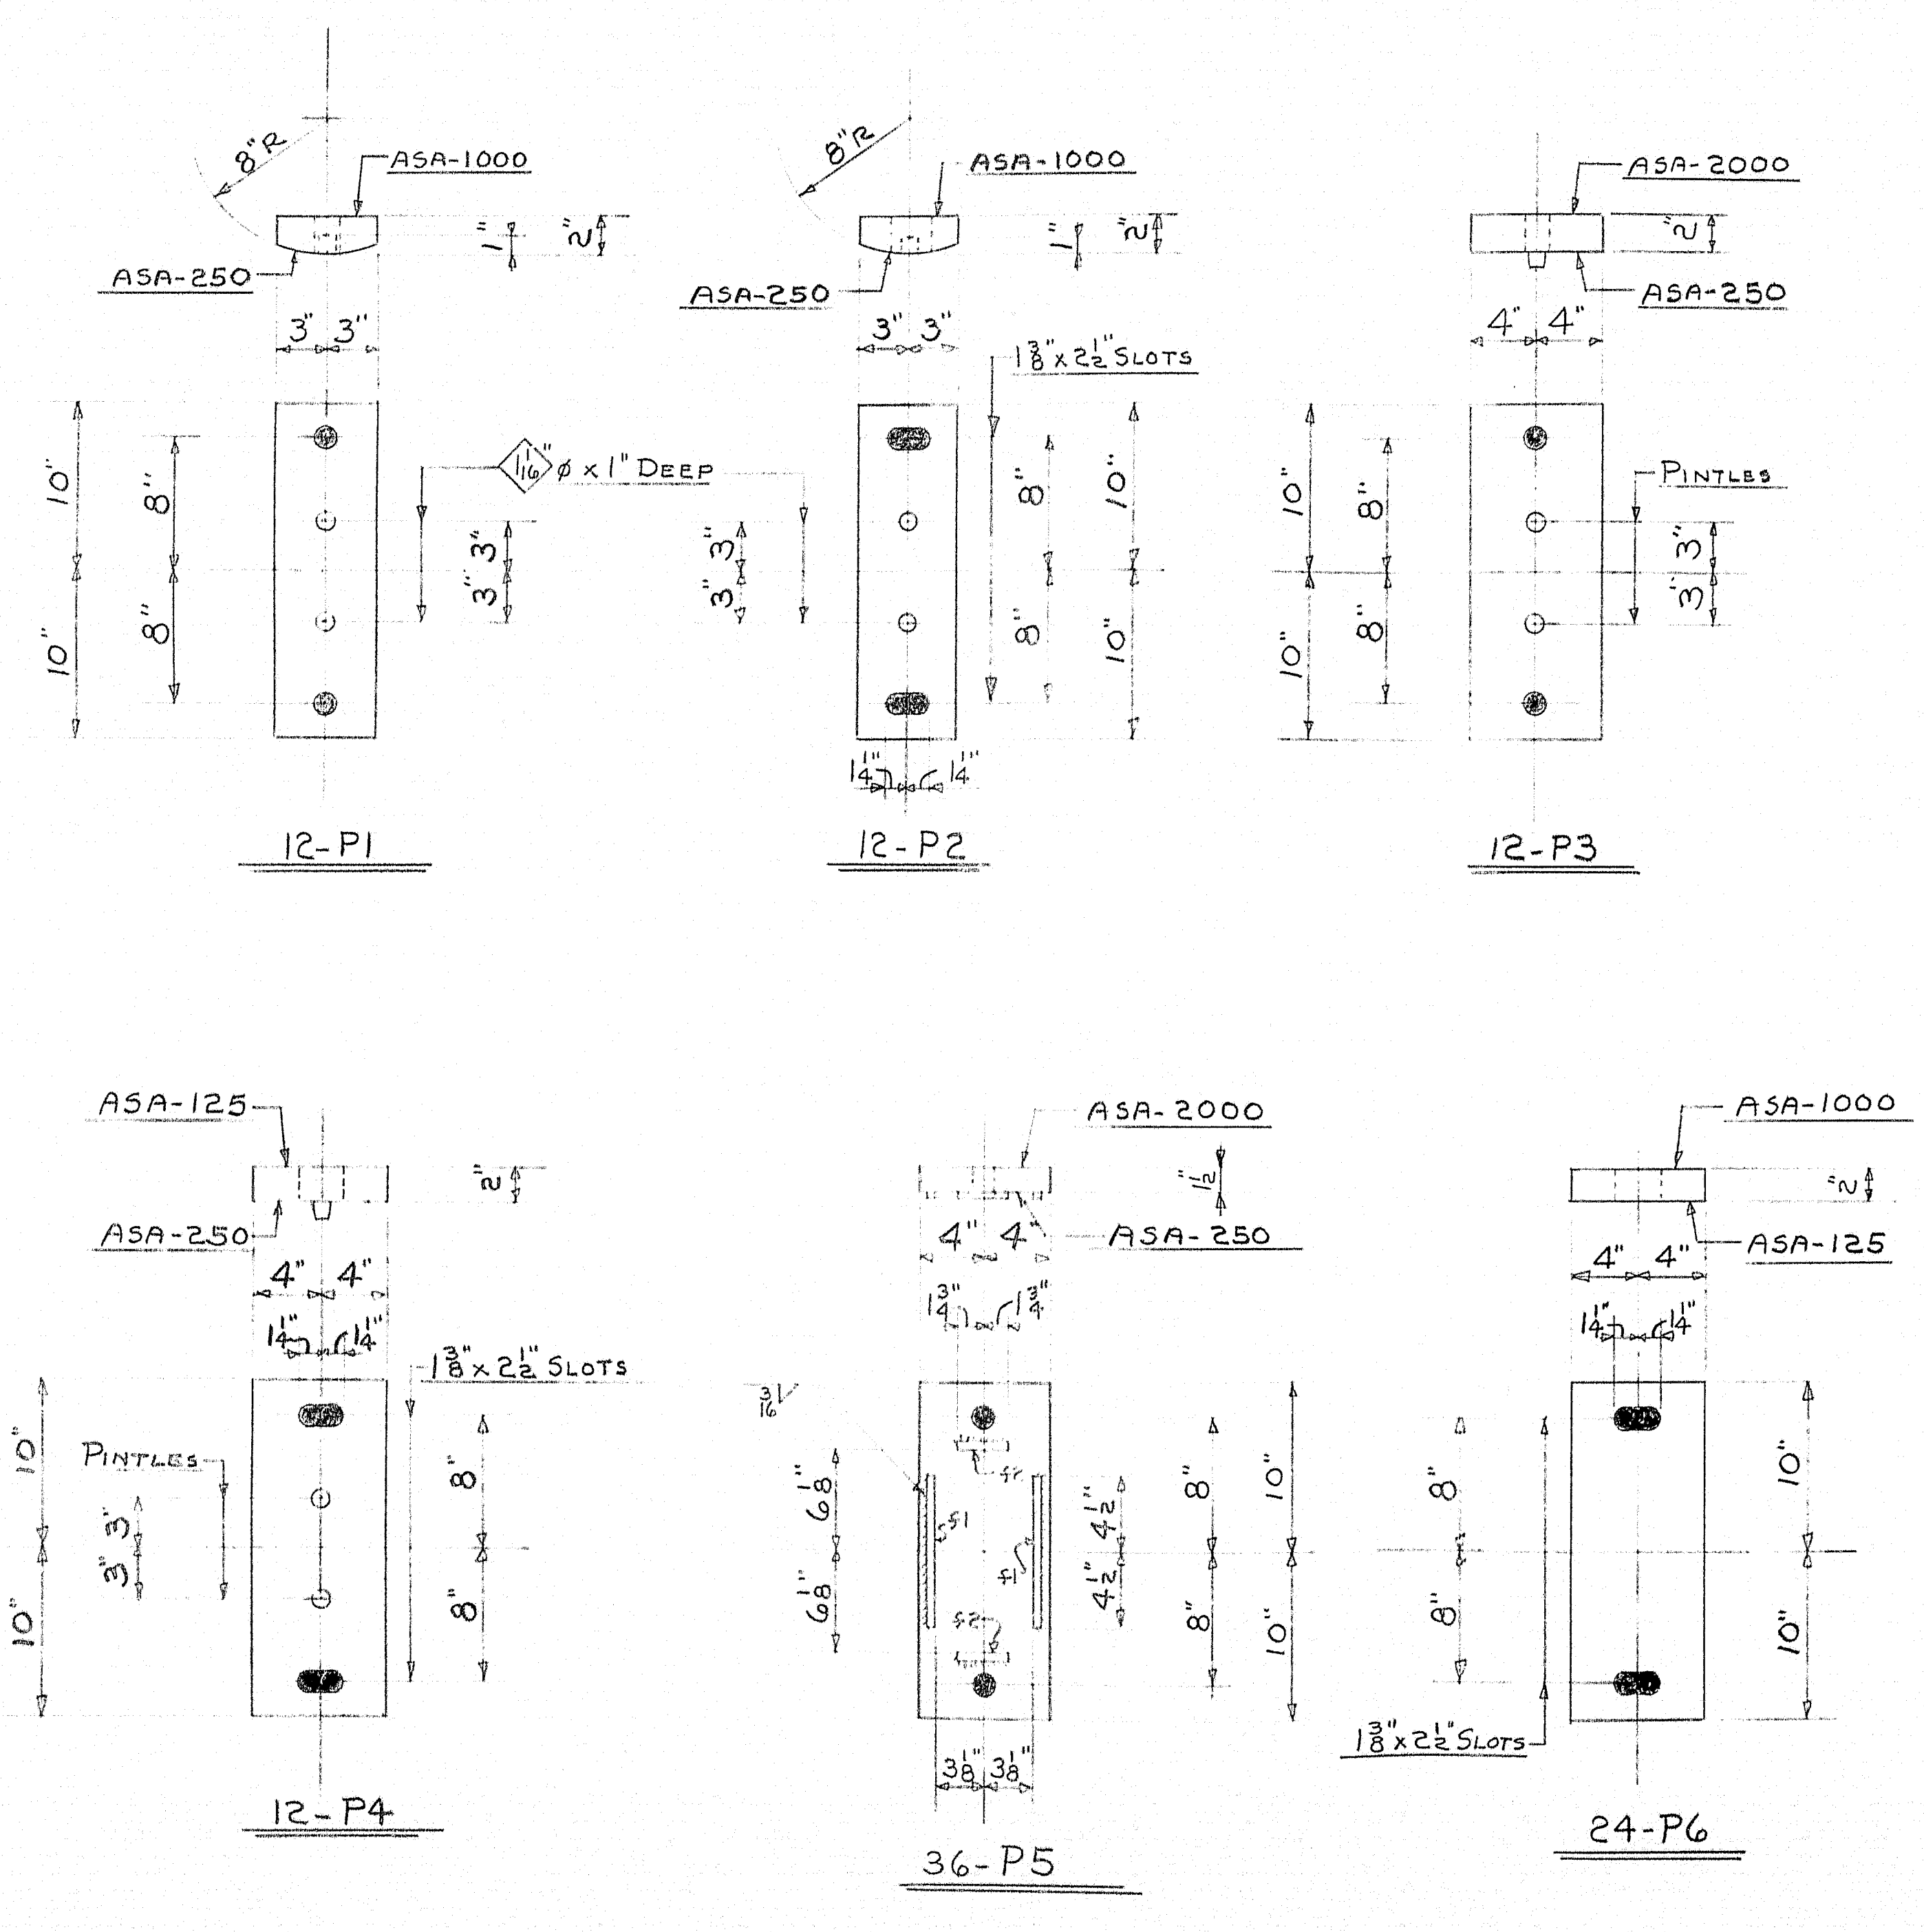 8"R
ASA-1000
ASA-250
1"
2"
3" 3"
10"
8"
8"
10"
1 1/16" ø x 1" DEEP
3"
3"
12-P1
8"R
ASA-1000
ASA-250
1"
2"
3" 3"
1 3/8" x 2 1/2" SLOTS
3"
3"
8"
8"
10"
10"
1 1/4" 1 1/4"
12-P2
ASA-2000
2"
ASA-250
4" 4"
10"
8"
PINTLES
3"
3"
8"
10"
12-P3
ASA-125
2"
ASA-250
4" 4"
1 1/4" 1 1/4"
1 3/8" x 2 1/2" SLOTS
10"
PINTLES
3"
3"
8"
8"
10"
12-P4
ASA-2000
1 1/2"
ASA-250
4" 4"
1 3/4" 1 3/4"
3/16
6 1/8"
6 1/8"
f2
f1
f1
f2
4 1/2"
4 1/2"
8"
8"
10"
10"
3 1/8" 3 1/8"
36-P5
ASA-1000
2"
ASA-125
4" 4"
1 1/4" 1 1/4"
8"
8"
10"
10"
1 3/8" x 2 1/2" SLOTS
24-P6